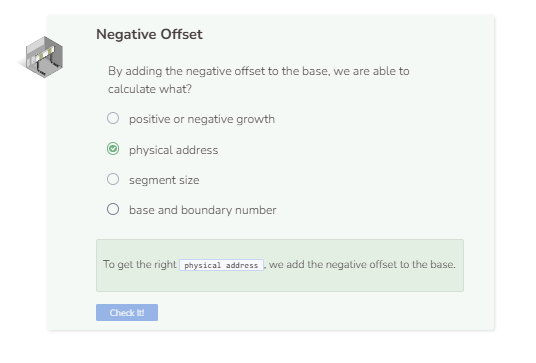 Negative Offset
By adding the negative offset to the base, we are able to
calculate what?
positive or negative growth
physical address
segment size
base and boundary number
To get the right physical address, we add the negative offset to the base.
Check It!